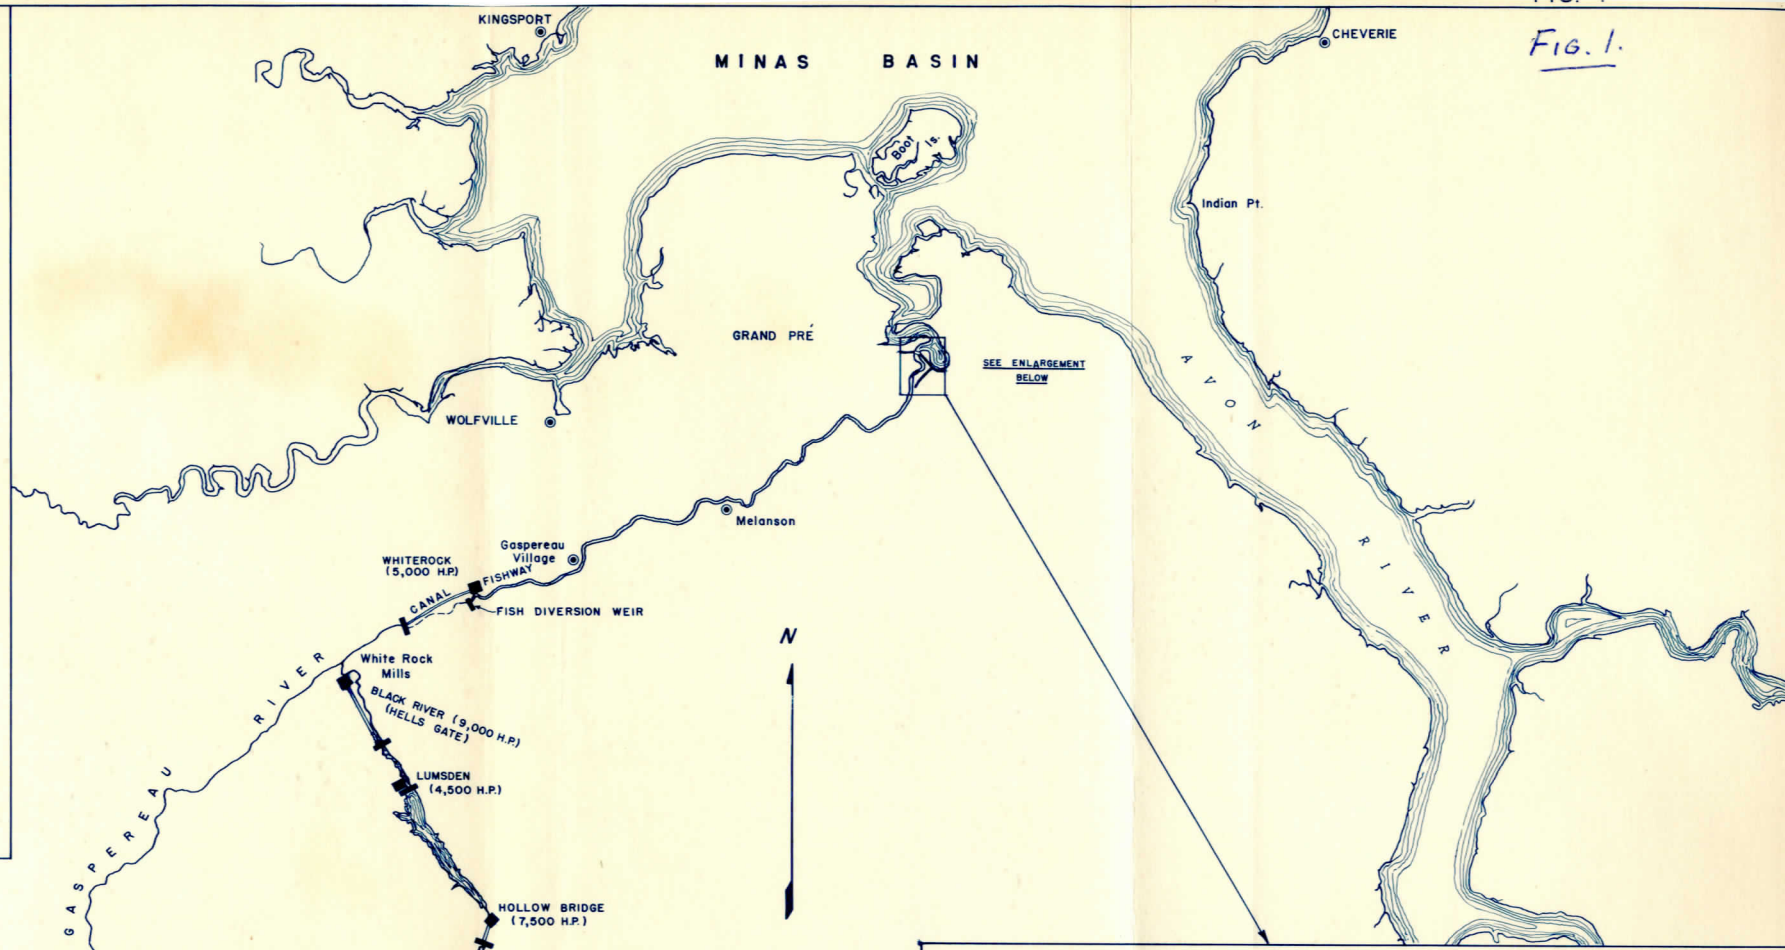 KINGSPORT
MINAS BASIN
CHEVERIE
FIG. 1.
Boot Is.
Indian Pt.
GRAND PRÉ
SEE ENLARGEMENT
BELOW
AVON RIVER
WOLFVILLE
Melanson
Gaspereau
Village
WHITEROCK
(5,000 H.P.)
FISHWAY
CANAL
FISH DIVERSION WEIR
N
White Rock
Mills
BLACK RIVER (9,000 H.P.)
(HELLS GATE)
LUMSDEN
(4,500 H.P.)
GASPEREAU RIVER
HOLLOW BRIDGE
(7,500 H.P.)